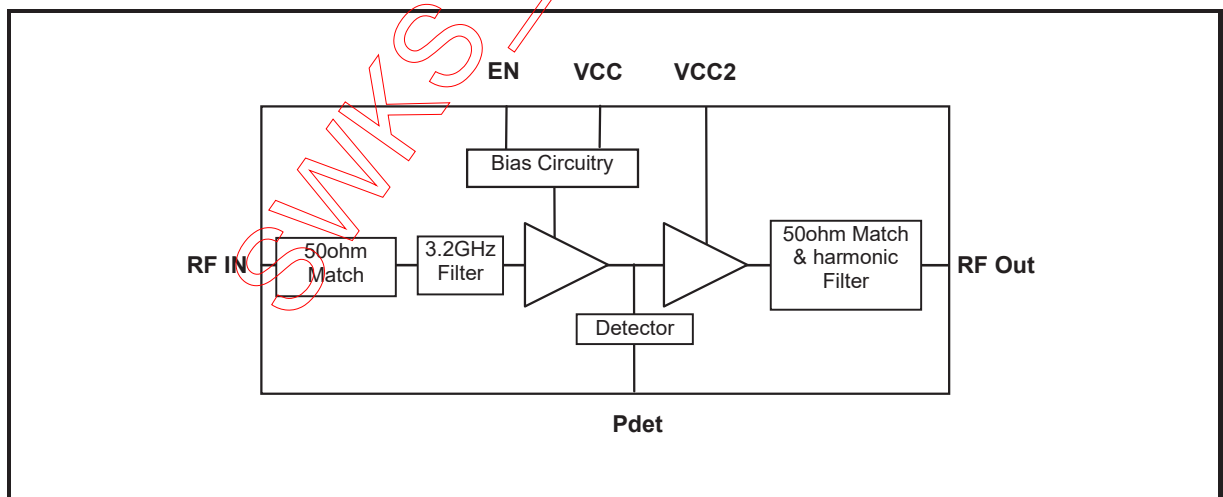 EN VCC VCC2
Bias Circuitry
RF IN
50ohm
Match
3.2GHz
Filter
50ohm Match
& harmonic
Filter
RF Out
Detector
Pdet
SWKS_